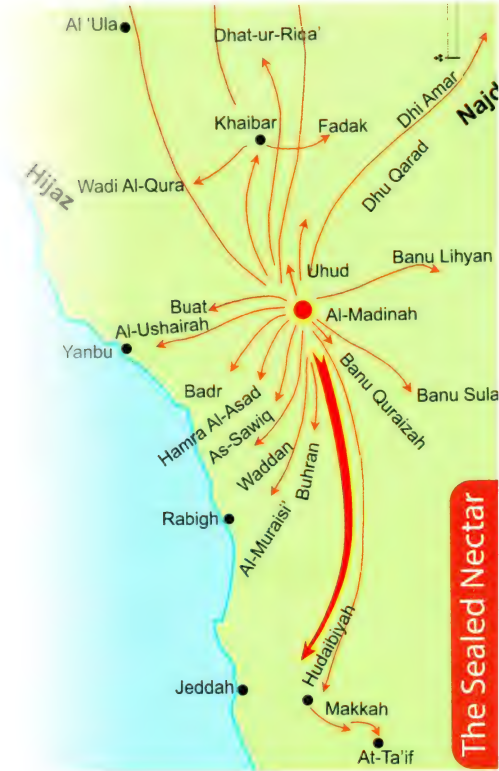 Al 'Ula
Dhat-ur-Riqa'
Najd
Dhi Amar
Khaibar
Fadak
Dhu Qarad
Hijaz
Wadi Al-Qura
Uhud
Banu Lihyan
Buat
Al-Madinah
Al-Ushairah
Yanbu
Banu Quraizah
Badr
Banu Sula
Hamra Al-Asad
As-Sawiq
Waddan
Buhran
Al-Muraisi'
Rabigh
The Sealed Nectar
Hudaibiyah
Jeddah
Makkah
At-Ta'if